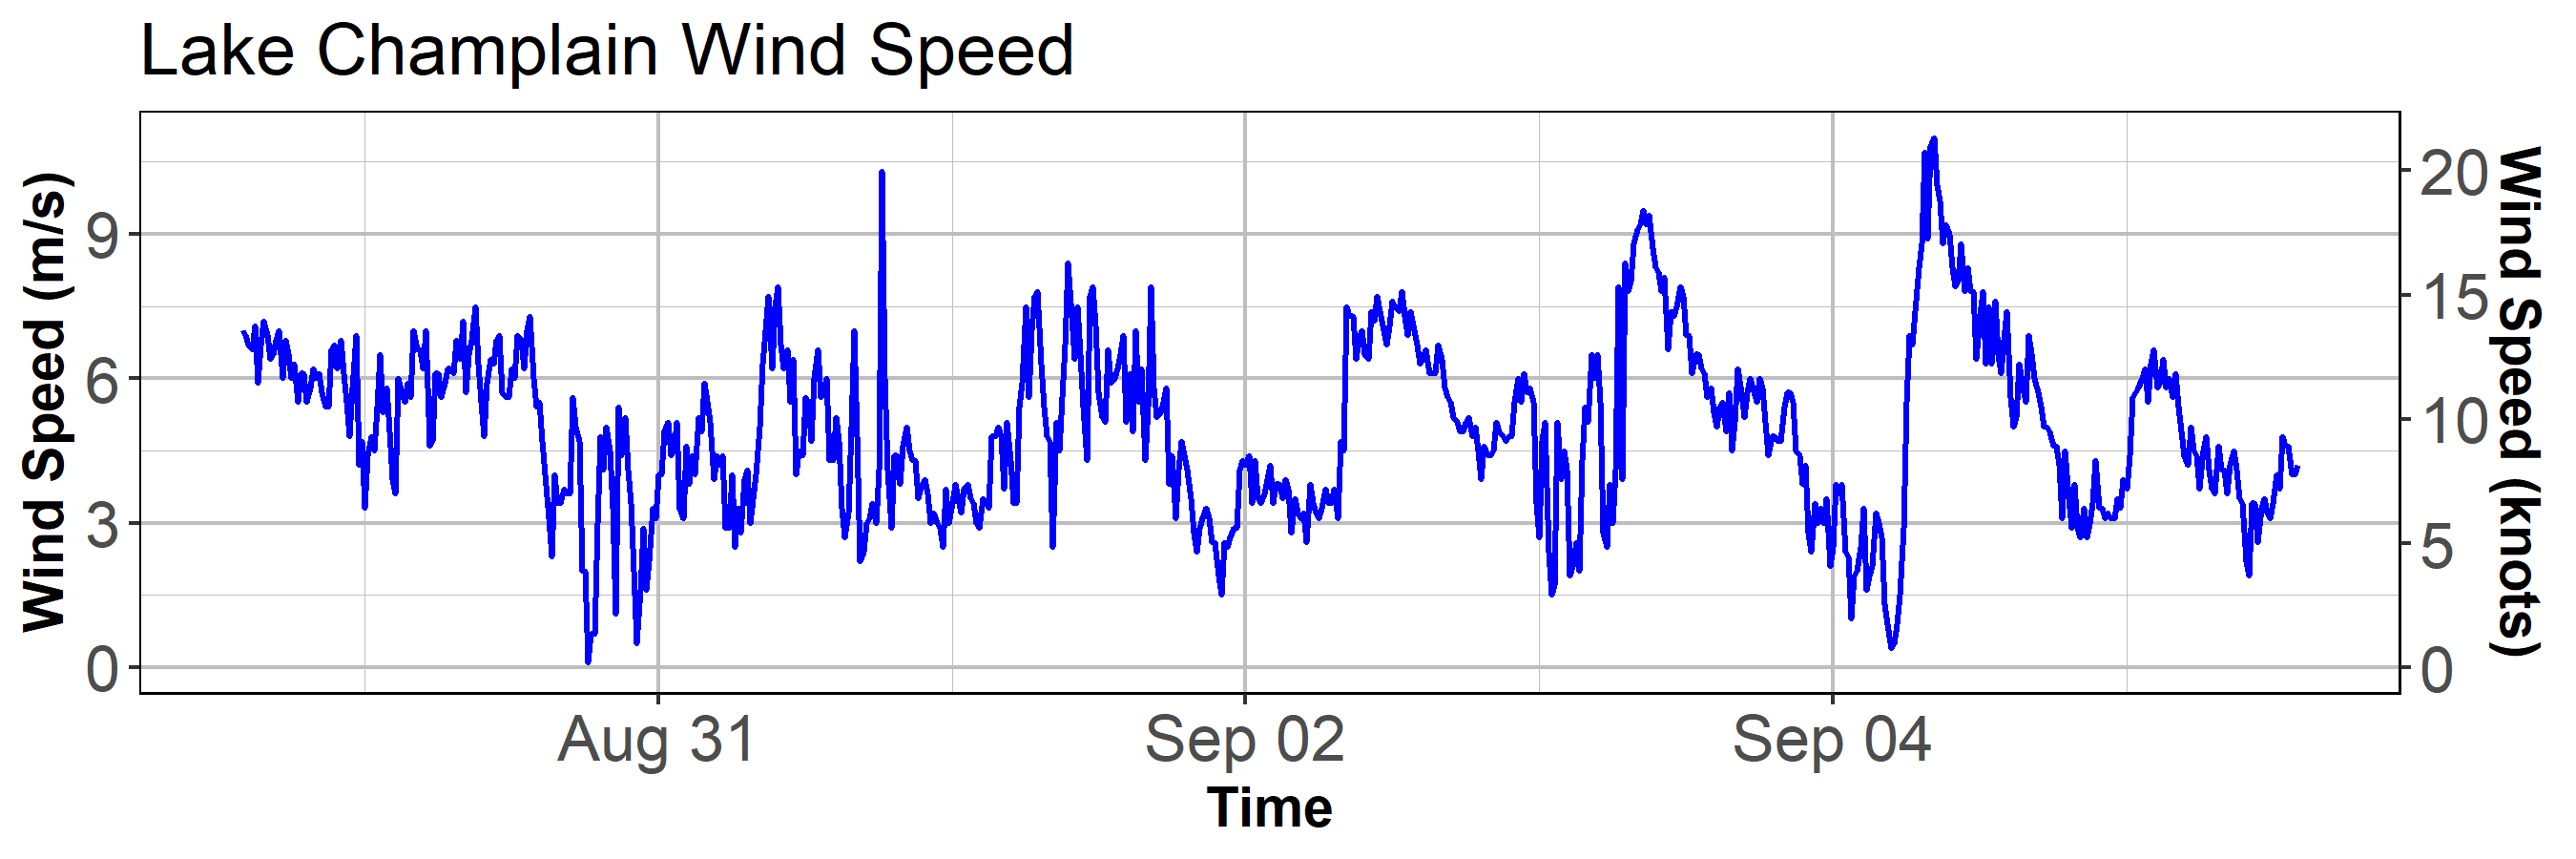 Lake Champlain Wind Speed
Wind Speed (m/s)
9
6
3
0
20
15
10
5
0
Wind Speed (knots)
Aug 31
Sep 02
Sep 04
Time